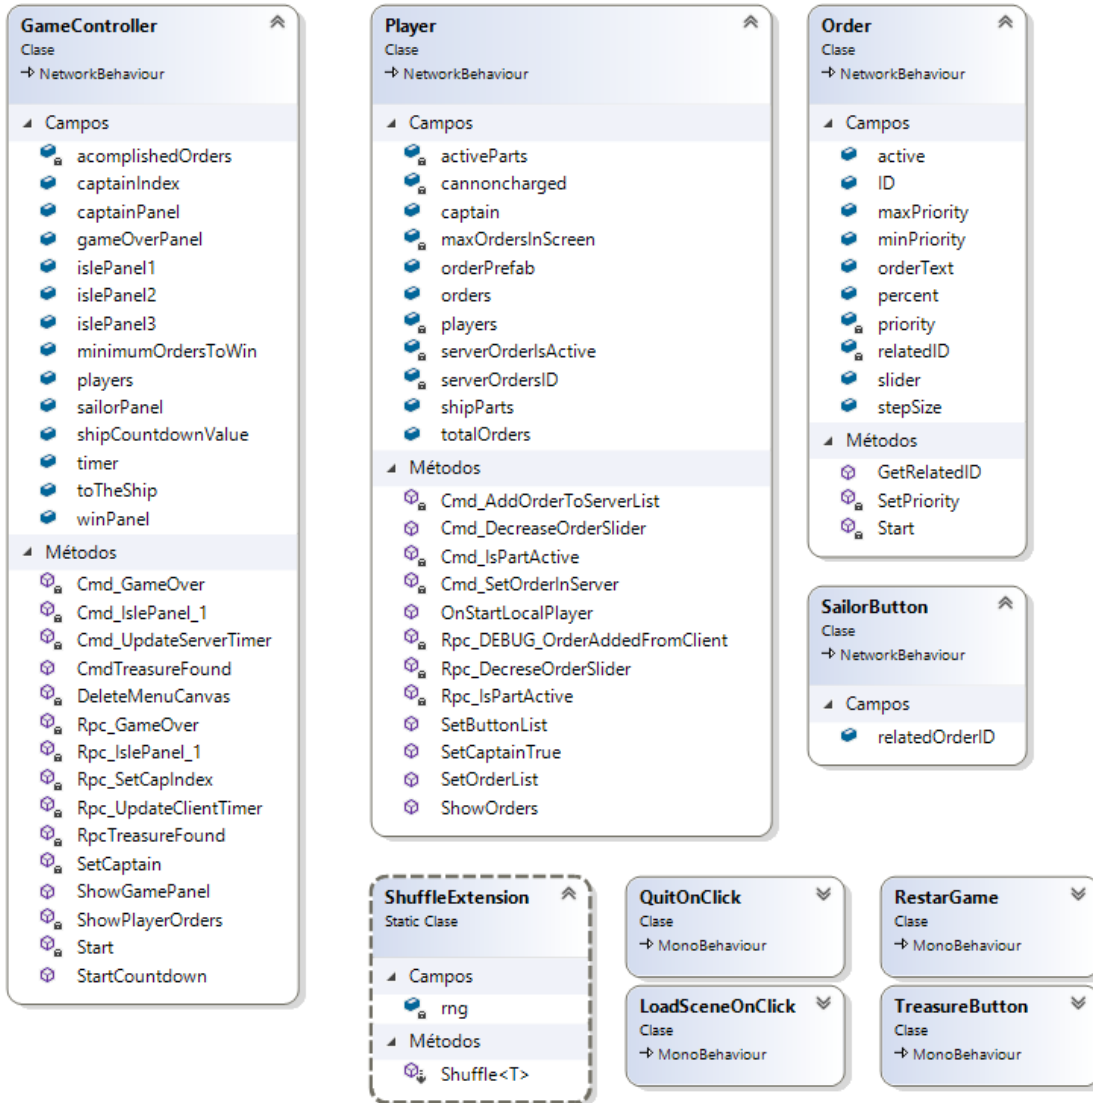 GameController
Clase
NetworkBehaviour
Campos
acomplishedOrders
captainIndex
captainPanel
gameOverPanel
islePanel1
islePanel2
islePanel3
minimumOrdersToWin
players
sailorPanel
shipCountdownValue
timer
toTheShip
winPanel
Métodos
Cmd_GameOver
Cmd_IslePanel_1
Cmd_UpdateServerTimer
CmdTreasureFound
DeleteMenuCanvas
Rpc_GameOver
Rpc_IslePanel_1
Rpc_SetCapIndex
Rpc_UpdateClientTimer
RpcTreasureFound
SetCaptain
ShowGamePanel
ShowPlayerOrders
Start
StartCountdown
Player
Clase
NetworkBehaviour
Campos
activeParts
cannoncharged
captain
maxOrdersInScreen
orderPrefab
orders
players
serverOrderIsActive
serverOrdersID
shipParts
totalOrders
Métodos
Cmd_AddOrderToServerList
Cmd_DecreaseOrderSlider
Cmd_IsPartActive
Cmd_SetOrderInServer
OnStartLocalPlayer
Rpc_DEBUG_OrderAddedFromClient
Rpc_DecreseOrderSlider
Rpc_IsPartActive
SetButtonList
SetCaptainTrue
SetOrderList
ShowOrders
Order
Clase
NetworkBehaviour
Campos
active
ID
maxPriority
minPriority
orderText
percent
priority
relatedID
slider
stepSize
Métodos
GetRelatedID
SetPriority
Start
SailorButton
Clase
NetworkBehaviour
Campos
relatedOrderID
ShuffleExtension
Static Clase
Campos
rng
Métodos
Shuffle<T>
QuitOnClick
Clase
MonoBehaviour
RestarGame
Clase
MonoBehaviour
LoadSceneOnClick
Clase
MonoBehaviour
TreasureButton
Clase
MonoBehaviour